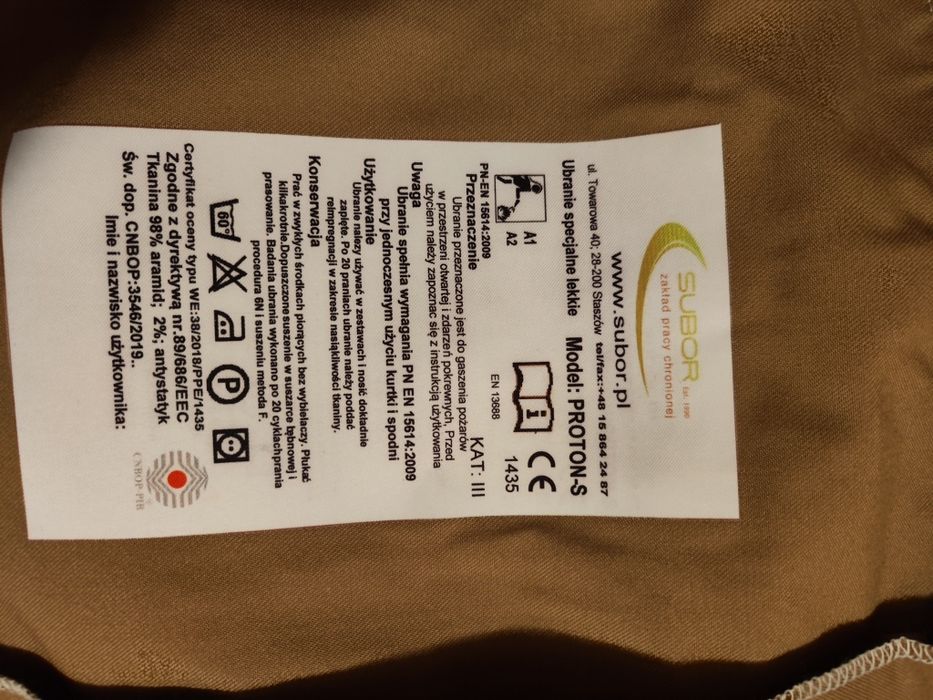 SUBOR Est. 1990
zakład pracy chronionej
www.subor.pl
ul. Towarowa 40; 28-200 Staszów tel/fax:+48 15 864 24 87
Ubranie specjalne lekkie Model: PROTON-S
A1
A2
i
CE
1435
PN-EN 15614:2009
EN 13688
KAT: III
Przeznaczenie
Ubranie przeznaczone jest do gaszenia pożarów
w przestrzeni otwartej i zdarzeń pokrewnych, Przed
użyciem należy zapoznać się z instrukcją użytkowania
Uwaga
Ubranie spełnia wymagania PN EN 15614:2009
przy jednoczesnym użyciu kurtki i spodni
Użytkowanie
Ubranie nalezy używać w zestawach i nosić dokładnie
zapięte. Po 20 praniach ubranie należy poddać
reimpregnacji w zakresie nasiąkliwości tkaniny.
Konserwacja
Prać w zwykłych środkach piorących bez wybielaczy. Płukać
kilkakrotnie.Dopuszczone suszenie w suszarce bębnowej i
prasowanie. Badania ubrania wykonano po 20 cyklachprania
procedura 6N i suszeniu metoda F.
60°
P
Certyfikat oceny typu WE:38/2018/PPE/1435
Zgodne z dyrektywą nr.89/686/EEC
Tkanina 98% aramid; 2%; antystatyk
Św. dop. CNBOP:3546/2019..
Imie i nazwisko użytkownika:
CNBOP-PIB